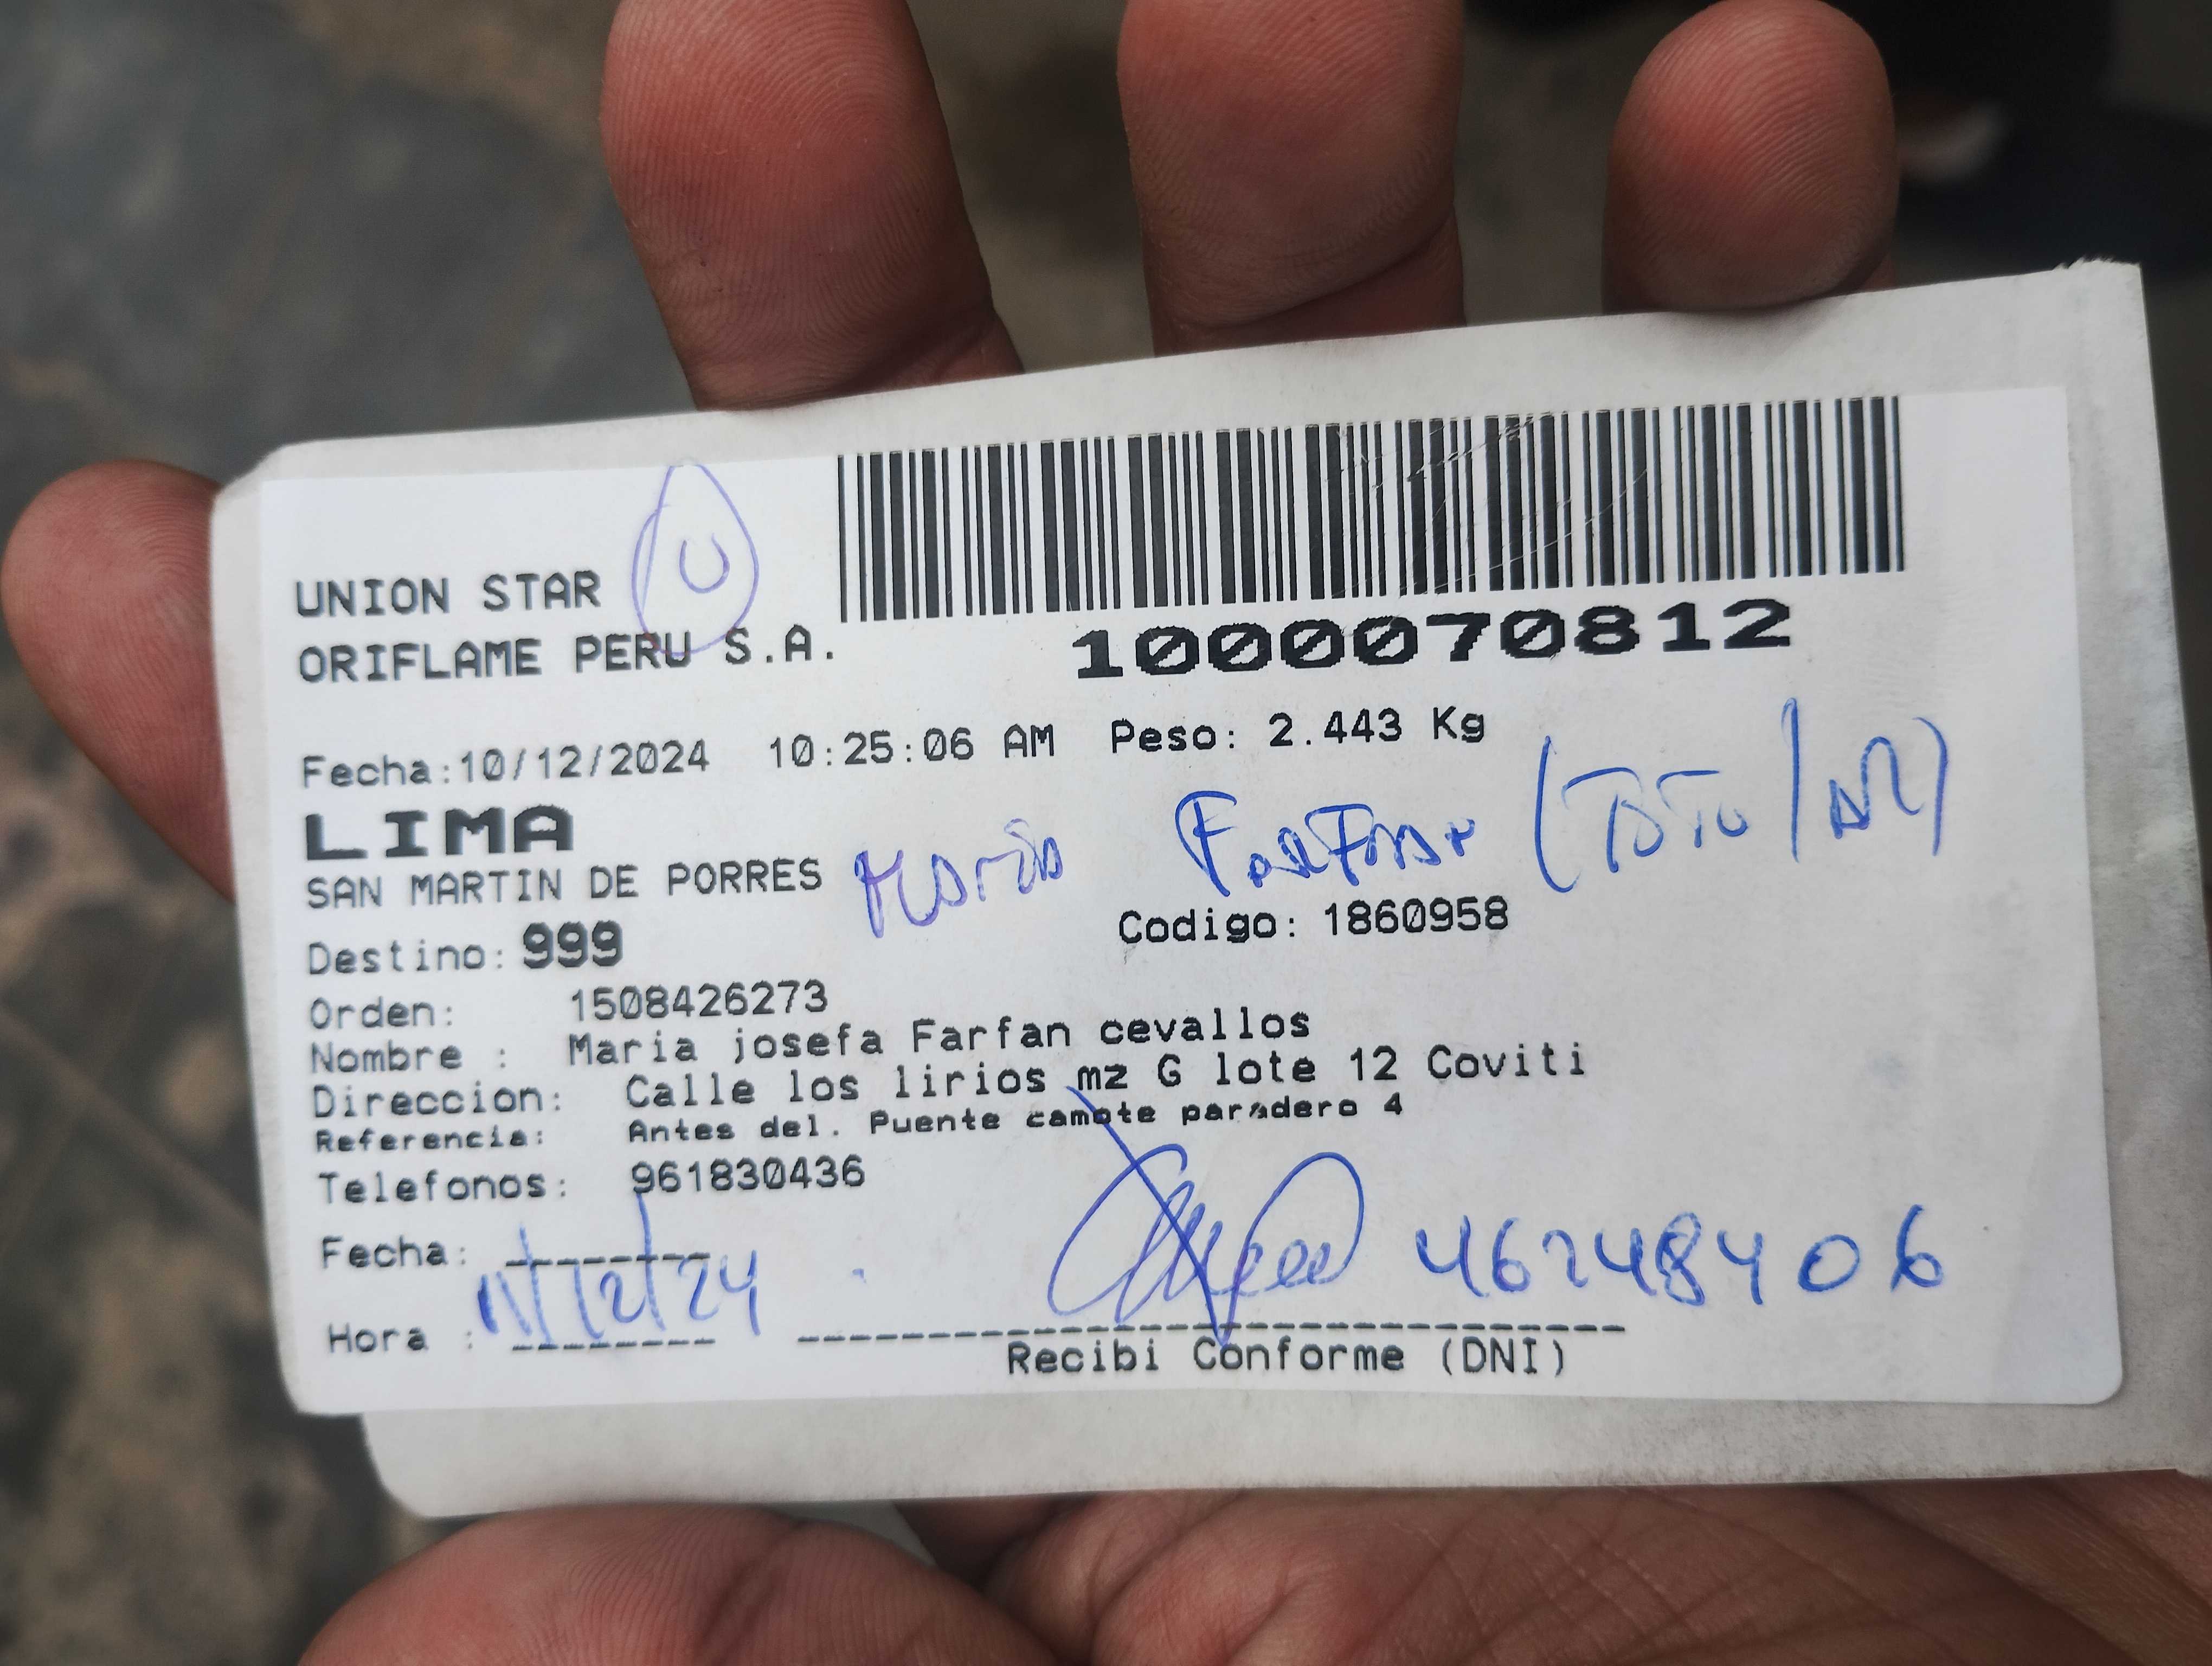 UNION STAR
U
ORIFLAME PERU S.A.
1000070812
Fecha:10/12/2024 10:25:06 AM Peso: 2.443 Kg
LIMA
SAN MARTIN DE PORRES
Maria Farfan
Destino: 999
Codigo: 1860958
Orden: 1508426273
Nombre : Maria josefa Farfan cevallos
Direccion: Calle los lirios mz G lote 12 Coviti
Referencia: Antes del. Puente camote paradero 4
Telefonos: 961830436
Fecha:
11/12/24
46248406
Hora :
Recibi Conforme (DNI)